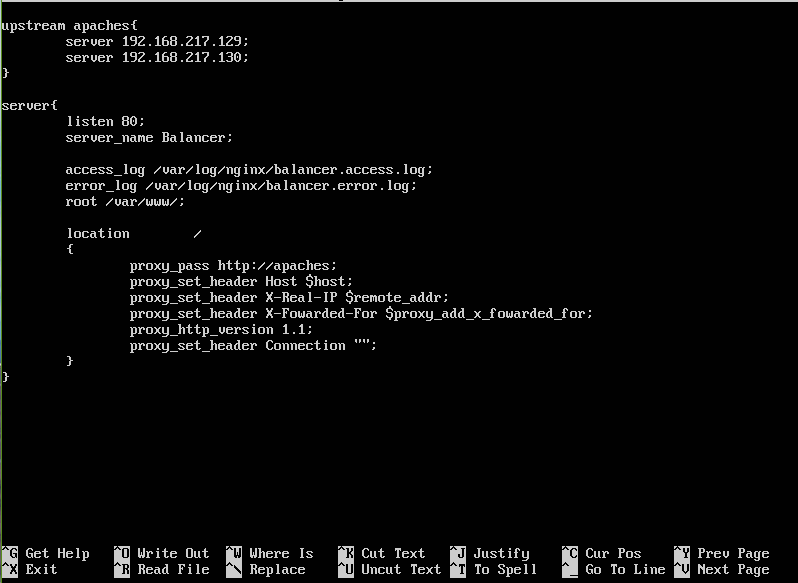 upstream apaches{
server 192.168.217.129;
server 192.168.217.130;
}
server{
listen 80;
server_name Balancer;
access_log /var/log/nginx/balancer.access.log;
error_log /var/log/nginx/balancer.error.log;
root /var/www/;
location /
{
proxy_pass http://apaches;
proxy_set_header Host $host;
proxy_set_header X-Real-IP $remote_addr;
proxy_set_header X-Fowarded-For $proxy_add_x_fowarded_for;
proxy_http_version 1.1;
proxy_set_header Connection "";
}
}
^G Get Help ^O Write Out ^W Where Is ^K Cut Text ^J Justify ^C Cur Pos ^Y Prev Page
^X Exit ^R Read File ^\ Replace ^U Uncut Text ^T To Spell ^_ Go To Line ^V Next Page